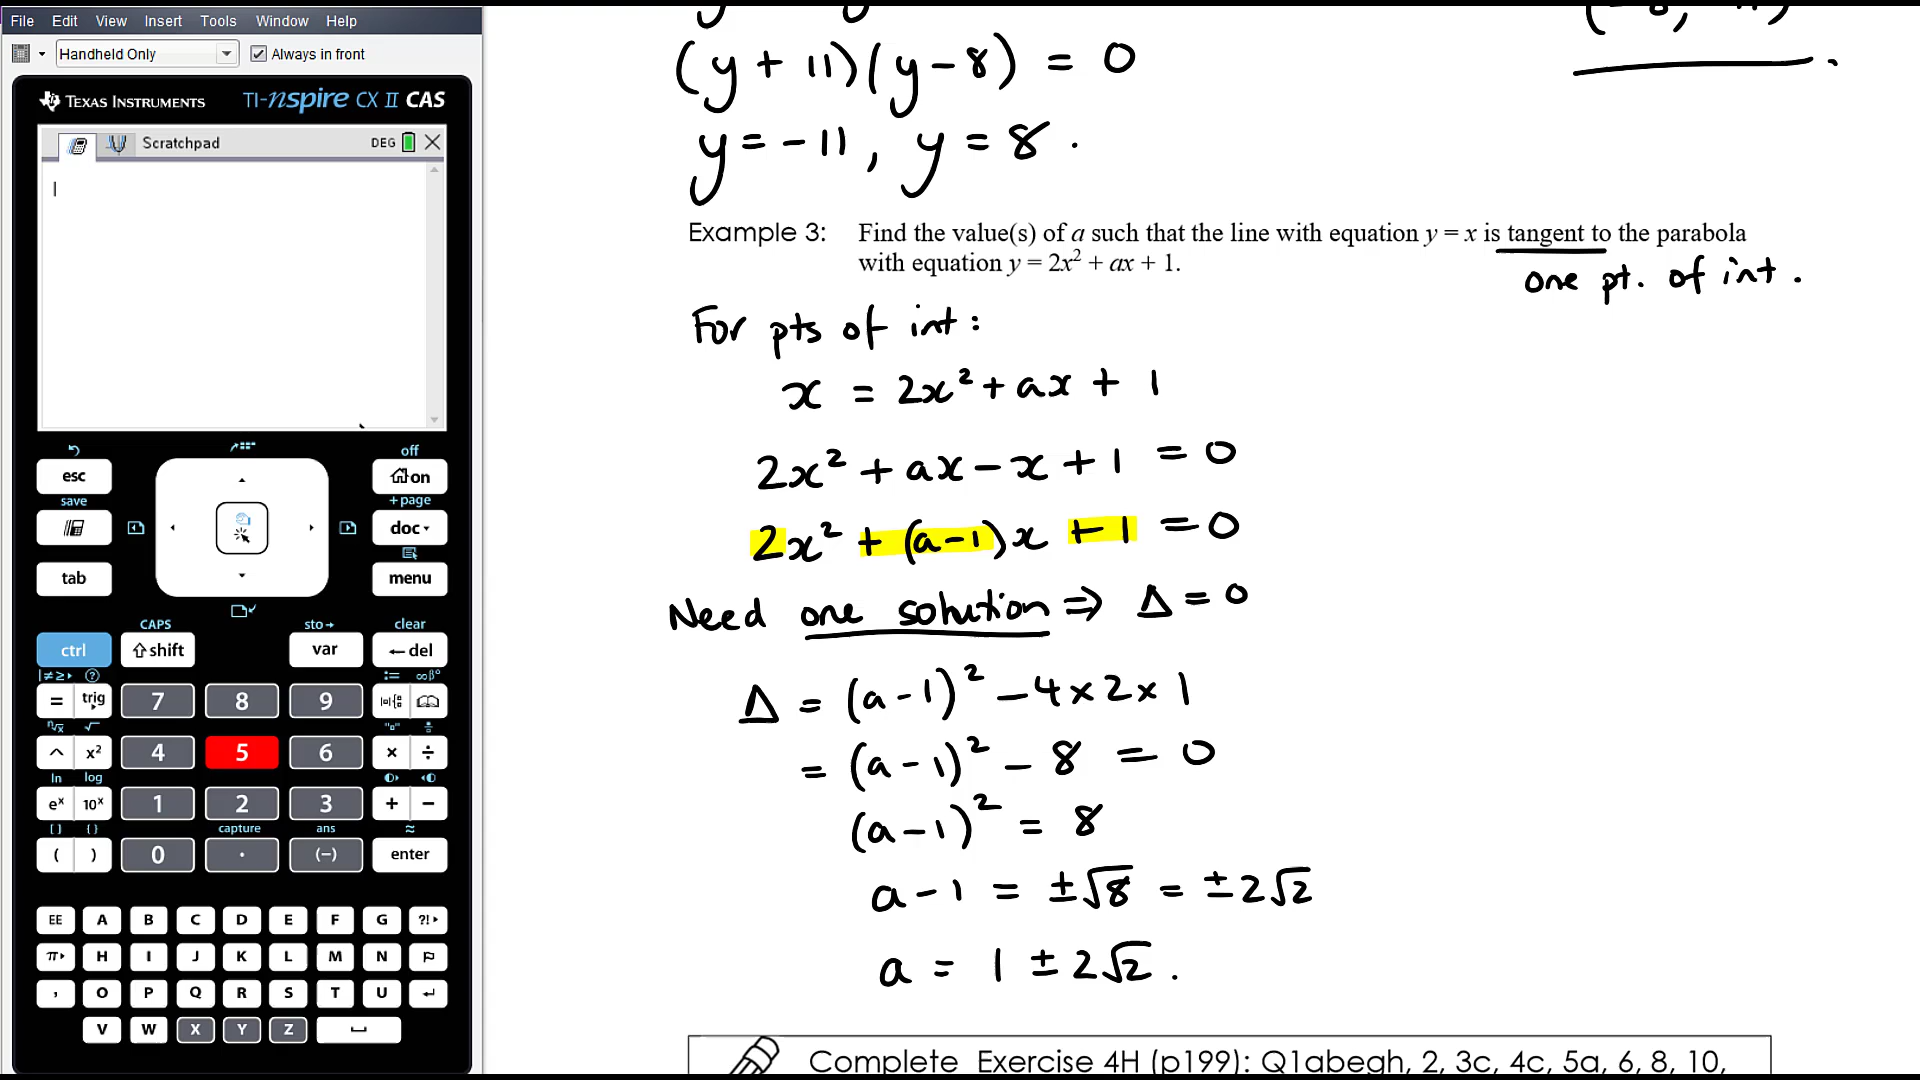 File Edit View Insert Tools Window Help
Handheld Only Always in front
TEXAS INSTRUMENTS TI-nspire CX II CAS
Scratchpad DEG
off
esc on
save +page
doc
tab menu
CAPS sto→ clear
ctrl ⇧shift var ←del
|≠≥▸ ? := ∞β°
= trig 7 8 9
ⁿ√x √ "▫" ÷
^ x² 4 5 6 × ÷
ln log
eˣ 10ˣ 1 2 3 + −
[ ] { } capture ans ≈
( ) 0 . (−) enter
EE A B C D E F G ?!▸
π▸ H I J K L M N
, O P Q R S T U ↵
V W X Y Z
(y + 11)(y − 8) = 0
y = −11, y = 8.
Example 3: Find the value(s) of a such that the line with equation y = x is tangent to the parabola
with equation y = 2x² + ax + 1.
one pt. of int.
For pts of int:
x = 2x² + ax + 1
2x² + ax − x + 1 = 0
2x² + (a−1)x + 1 = 0
Need one solution ⇒ Δ = 0
Δ = (a−1)² − 4×2×1
= (a−1)² − 8 = 0
(a−1)² = 8
a − 1 = ±√8 = ±2√2
a = 1 ± 2√2.
Complete Exercise 4H (p199): Q1abegh, 2, 3c, 4c, 5a, 6, 8, 10,